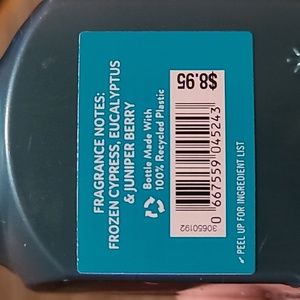 FRAGRANCE NOTES:
FROZEN CYPRESS, EUCALYPTUS
& JUNIPER BERRY
Bottle Made With
100% Recycled Plastic
$8.95
0 667559 045243
30650192
PEEL UP FOR INGREDIENT LIST